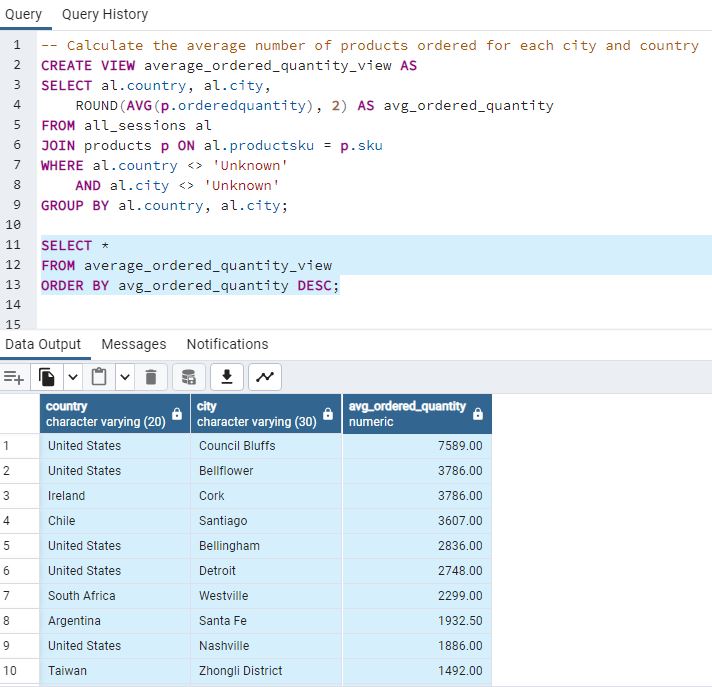 Query Query History
1 -- Calculate the average number of products ordered for each city and country
2 CREATE VIEW average_ordered_quantity_view AS
3 SELECT al.country, al.city,
4 ROUND(AVG(p.orderedquantity), 2) AS avg_ordered_quantity
5 FROM all_sessions al
6 JOIN products p ON al.productsku = p.sku
7 WHERE al.country <> 'Unknown'
8 AND al.city <> 'Unknown'
9 GROUP BY al.country, al.city;
10
11 SELECT *
12 FROM average_ordered_quantity_view
13 ORDER BY avg_ordered_quantity DESC;
14
15
Data Output Messages Notifications
country city avg_ordered_quantity
character varying (20) character varying (30) numeric
1 United States Council Bluffs 7589.00
2 United States Bellflower 3786.00
3 Ireland Cork 3786.00
4 Chile Santiago 3607.00
5 United States Bellingham 2836.00
6 United States Detroit 2748.00
7 South Africa Westville 2299.00
8 Argentina Santa Fe 1932.50
9 United States Nashville 1886.00
10 Taiwan Zhongli District 1492.00